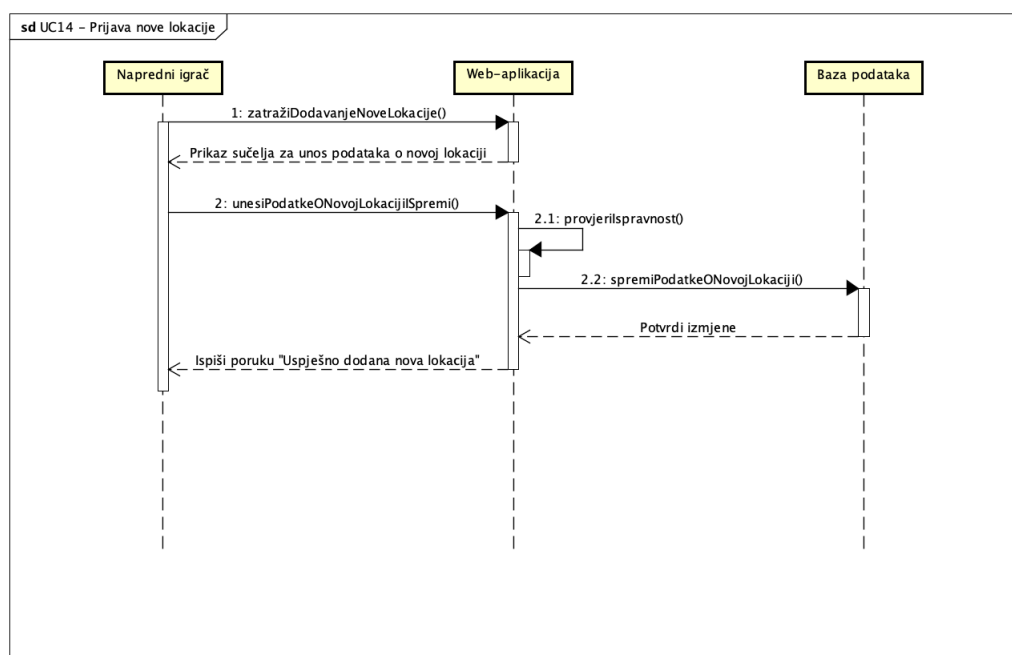 sd UC14 - Prijava nove lokacije
Napredni igrač
Web-aplikacija
Baza podataka
1: zatražiDodavanjeNoveLokacije()
Prikaz sučelja za unos podataka o novoj lokaciji
2: unesiPodatkeONovojLokacijiISpremi()
2.1: provjeriIspravnost()
2.2: spremiPodatkeONovojLokaciji()
Potvrdi izmjene
Ispiši poruku "Uspješno dodana nova lokacija"